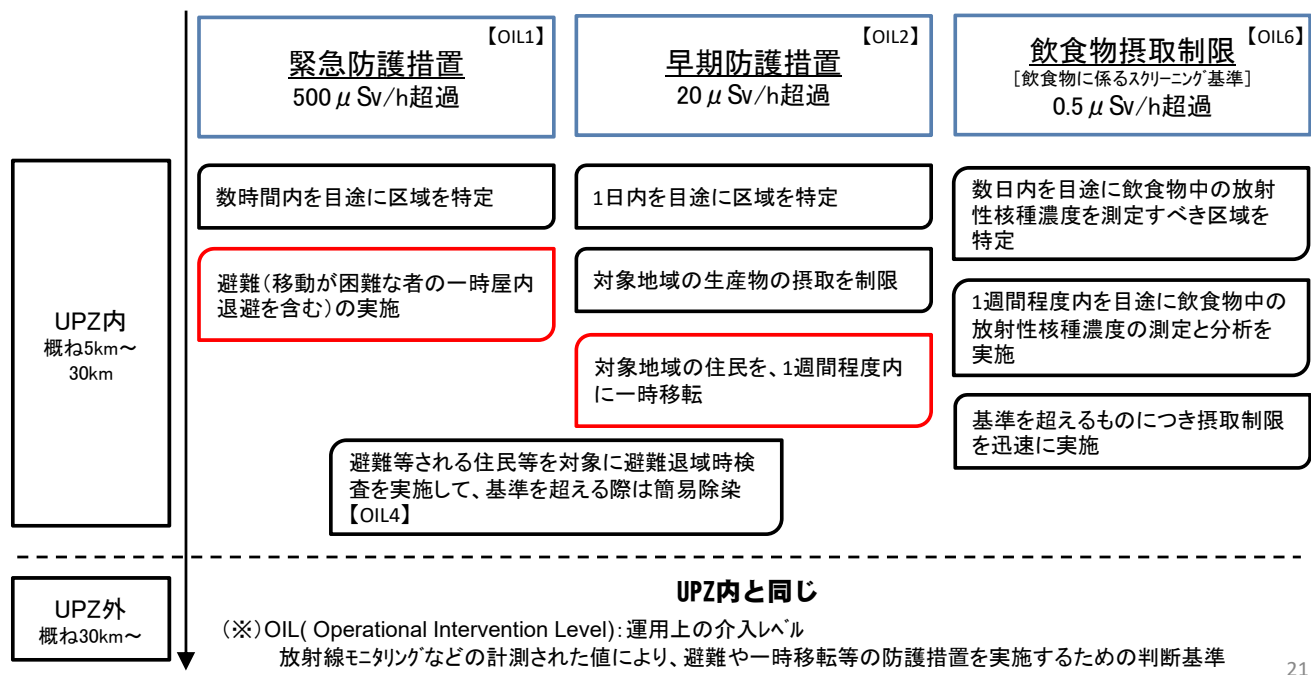 【OIL1】
緊急防護措置
500μSv/h超過
【OIL2】
早期防護措置
20μSv/h超過
【OIL6】
飲食物摂取制限
[飲食物に係るスクリーニング基準]
0.5μSv/h超過
UPZ内
概ね5km～
30km
数時間内を目途に区域を特定
避難(移動が困難な者の一時屋内
退避を含む)の実施
1日内を目途に区域を特定
対象地域の生産物の摂取を制限
対象地域の住民を、1週間程度内
に一時移転
数日内を目途に飲食物中の放射
性核種濃度を測定すべき区域を
特定
1週間程度内を目途に飲食物中の
放射性核種濃度の測定と分析を
実施
基準を超えるものにつき摂取制限
を迅速に実施
避難等される住民等を対象に避難退域時検
査を実施して、基準を超える際は簡易除染
【OIL4】
UPZ外
概ね30km～
UPZ内と同じ
(※)OIL( Operational Intervention Level):運用上の介入レベル
放射線モニタリングなどの計測された値により、避難や一時移転等の防護措置を実施するための判断基準
21